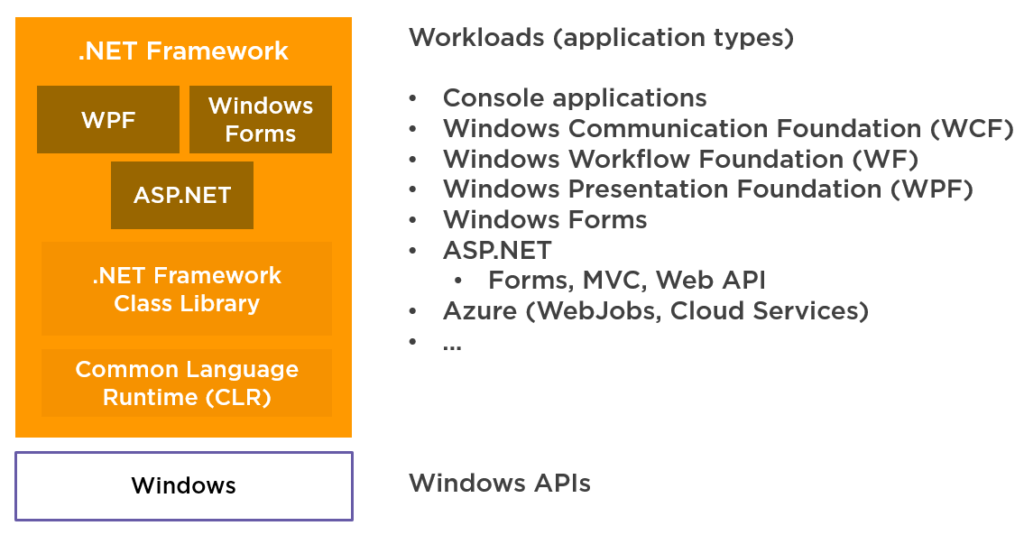 .NET Framework
WPF
Windows
Forms
ASP.NET
.NET Framework
Class Library
Common Language
Runtime (CLR)
Windows
Workloads (application types)
• Console applications
• Windows Communication Foundation (WCF)
• Windows Workflow Foundation (WF)
• Windows Presentation Foundation (WPF)
• Windows Forms
• ASP.NET
• Forms, MVC, Web API
• Azure (WebJobs, Cloud Services)
• ...
Windows APIs